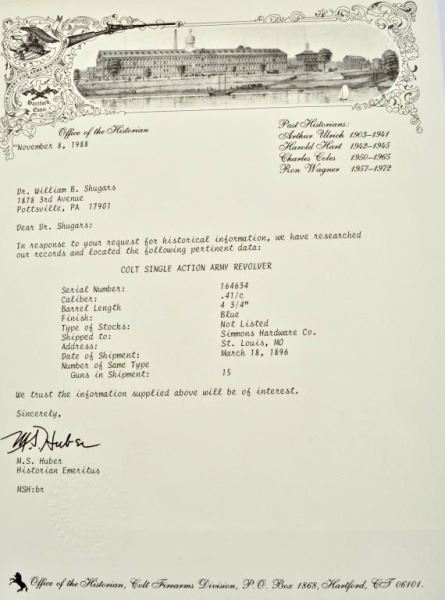 Hartford
Conn.
Office of the Historian
Past Historians:
Arthur Ulrich 1903-1941
Harold Hart 1942-1945
Charles Coles 1950-1965
Ron Wagner 1957-1972
November 8, 1988
Dr. William B. Shugars
1878 3rd Avenue
Pottsville, PA 17901
Dear Dr. Shugars:
In response to your request for historical information, we have researched
our records and located the following pertinent data:
COLT SINGLE ACTION ARMY REVOLVER
Serial Number: 164634
Caliber: .41/c
Barrel Length 4 3/4"
Finish: Blue
Type of Stocks: Not Listed
Shipped to: Simmons Hardware Co.
Address: St. Louis, MO
Date of Shipment: March 18, 1896
Number of Same Type
Guns in Shipment: 15
We trust the information supplied above will be of interest.
Sincerely,
M.S. Huber
M.S. Huber
Historian Emeritus
MSH:br
Office of the Historian, Colt Firearms Division, P. O. Box 1868, Hartford, CT 06101.